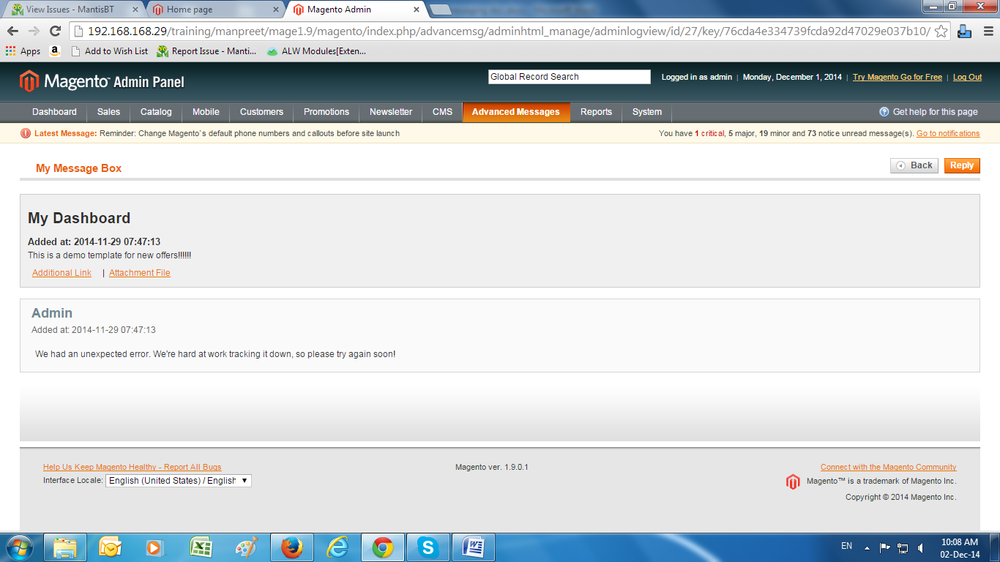 View Issues - MantisBT
Home page
Magento Admin
192.168.168.29/training/manpreet/mage1.9/magento/index.php/advancemsg/adminhtml_manage/adminlogview/id/27/key/76cda4e334739fcda92d47029e037b10/
Apps
Add to Wish List
Report Issue - Manti...
ALW Modules[Exten...
Magento™ Admin Panel
Global Record Search
Logged in as admin | Monday, December 1, 2014 | Try Magento Go for Free | Log Out
Dashboard Sales Catalog Mobile Customers Promotions Newsletter CMS Advanced Messages Reports System
Get help for this page
Latest Message: Reminder: Change Magento`s default phone numbers and callouts before site launch
You have 1 critical, 5 major, 19 minor and 73 notice unread message(s). Go to notifications
My Message Box
Back
Reply
My Dashboard
Added at: 2014-11-29 07:47:13
This is a demo template for new offers!!!!!!
Additional Link | Attachment File
Admin
Added at: 2014-11-29 07:47:13
We had an unexpected error. We're hard at work tracking it down, so please try again soon!
Help Us Keep Magento Healthy - Report All Bugs
Interface Locale: English (United States) / English
Magento ver. 1.9.0.1
Connect with the Magento Community
Magento™ is a trademark of Magento Inc.
Copyright © 2014 Magento Inc.
EN
10:08 AM
02-Dec-14